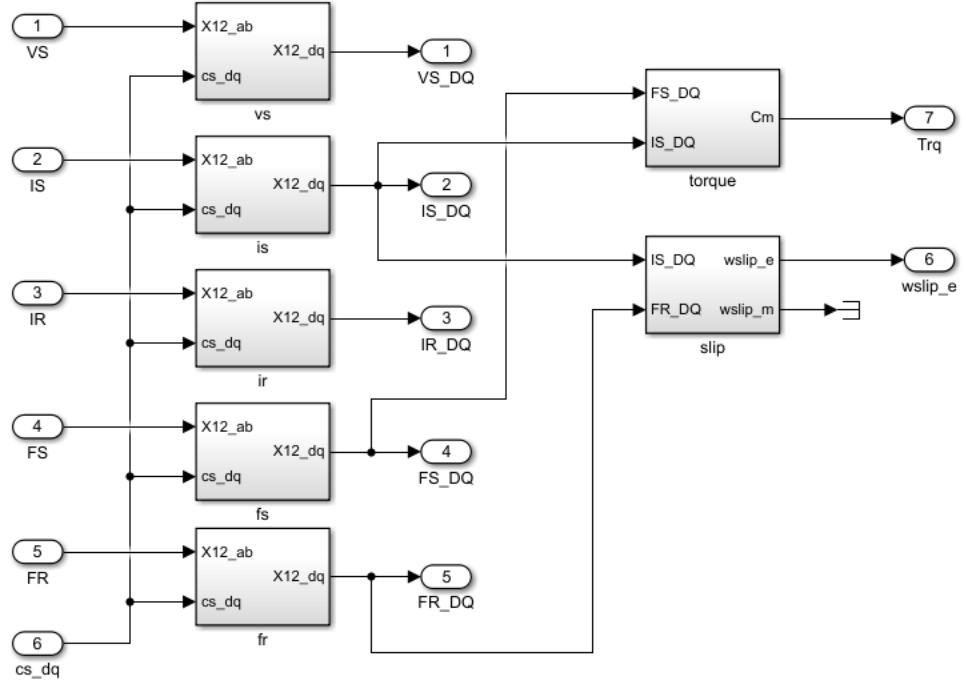 1
VS
X12_ab
cs_dq
X12_dq
vs
1
VS_DQ
2
IS
X12_ab
cs_dq
X12_dq
is
2
IS_DQ
3
IR
X12_ab
cs_dq
X12_dq
ir
3
IR_DQ
4
FS
X12_ab
cs_dq
X12_dq
fs
4
FS_DQ
5
FR
X12_ab
cs_dq
X12_dq
fr
5
FR_DQ
6
cs_dq
FS_DQ
IS_DQ
Cm
torque
7
Trq
IS_DQ
FR_DQ
wslip_e
wslip_m
slip
6
wslip_e